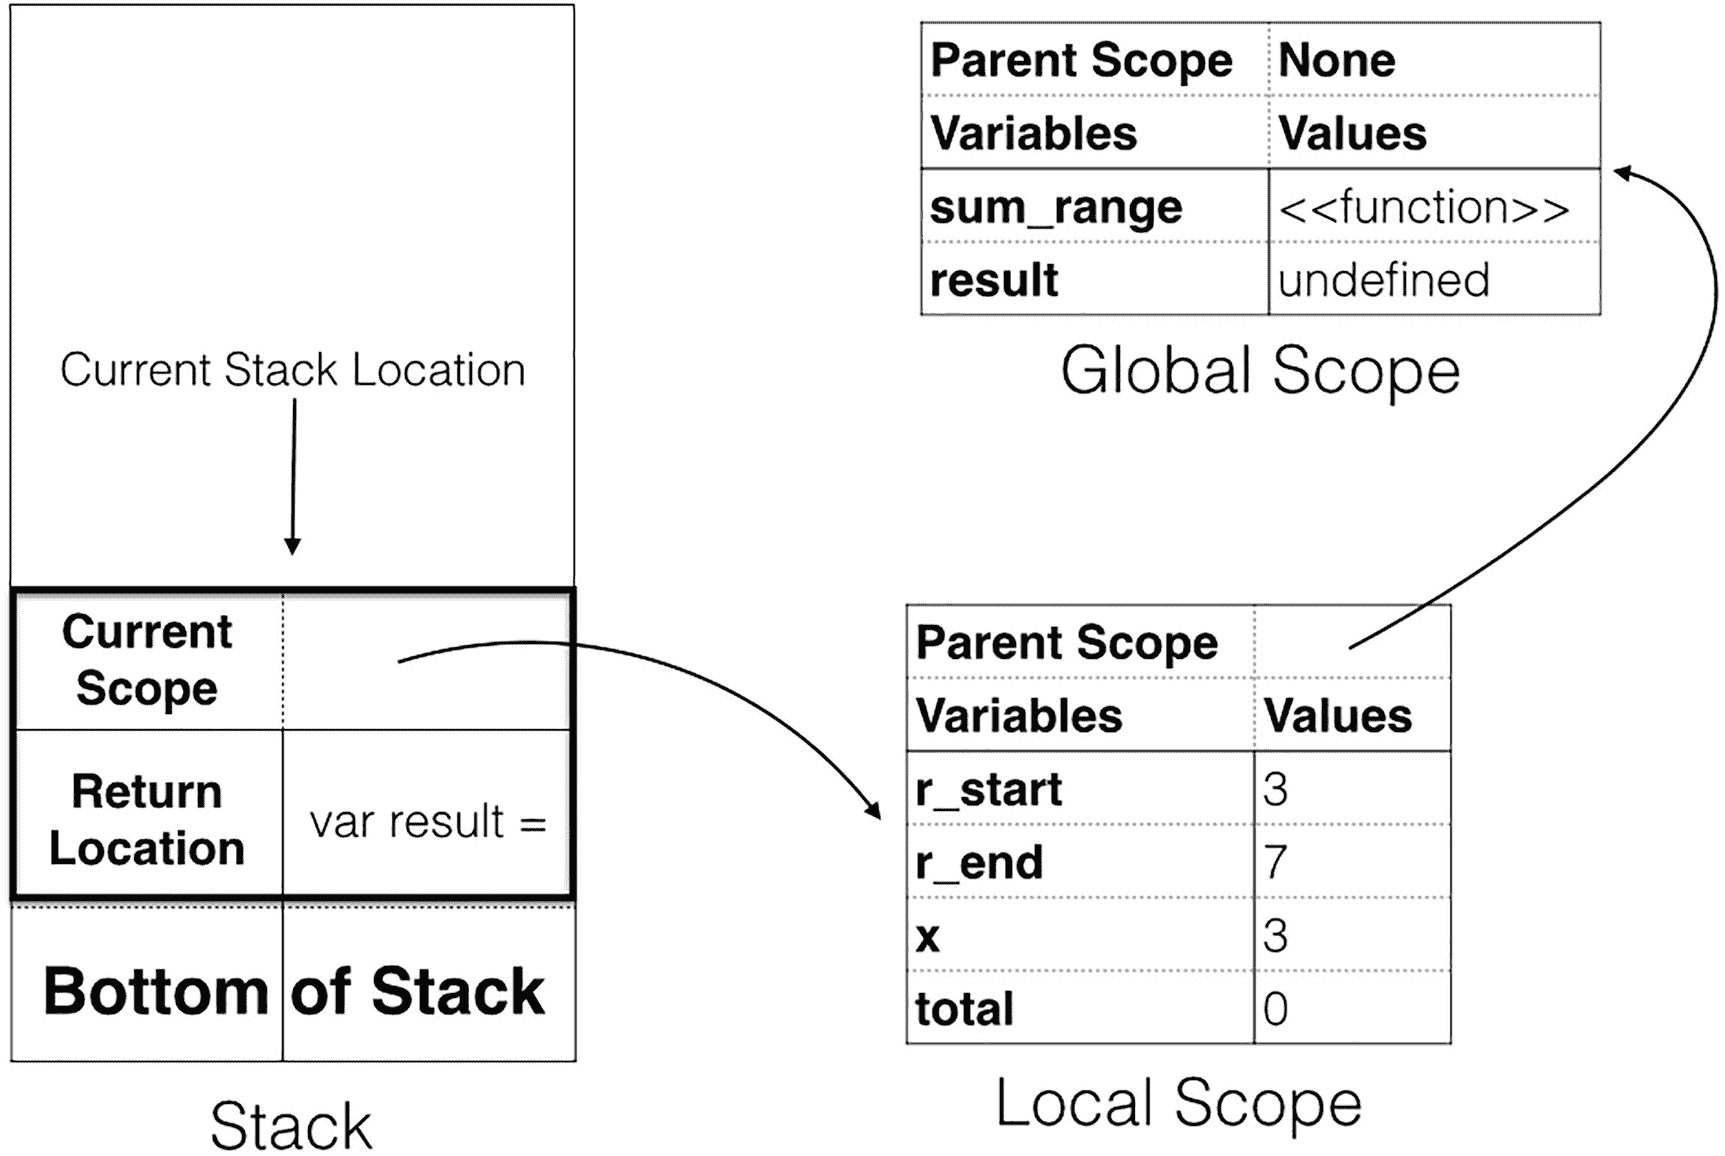 Current Stack Location
Current
Scope
Return
Location
var result =
Bottom of Stack
Stack
Parent Scope None
Variables Values
sum_range <<function>>
result undefined
Global Scope
Parent Scope
Variables Values
r_start 3
r_end 7
x 3
total 0
Local Scope